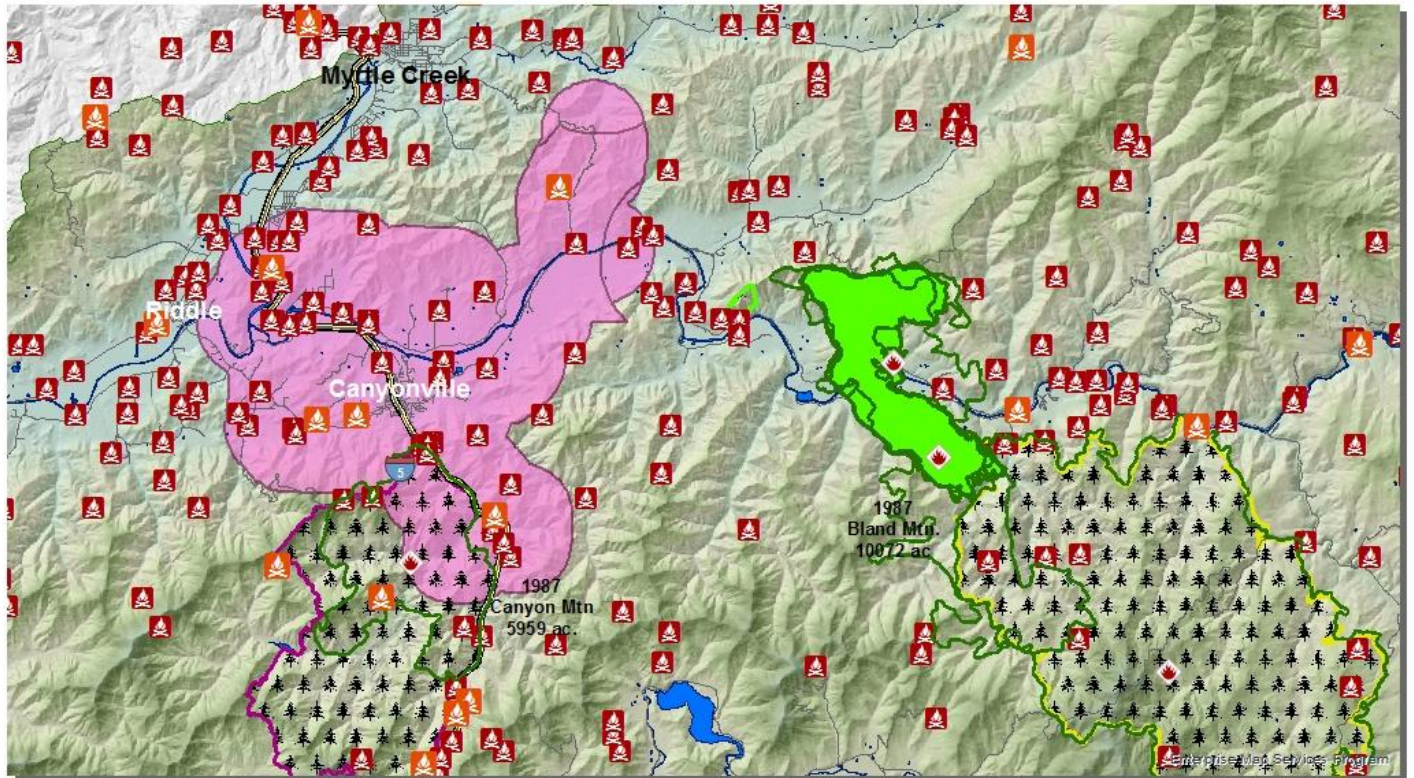 Myrtle Creek
Riddle
Canyonville
5
1987
Bland Mtn.
10072 ac
1987
Canyon Mtn
5959 ac.
Enterprise Map Services Program